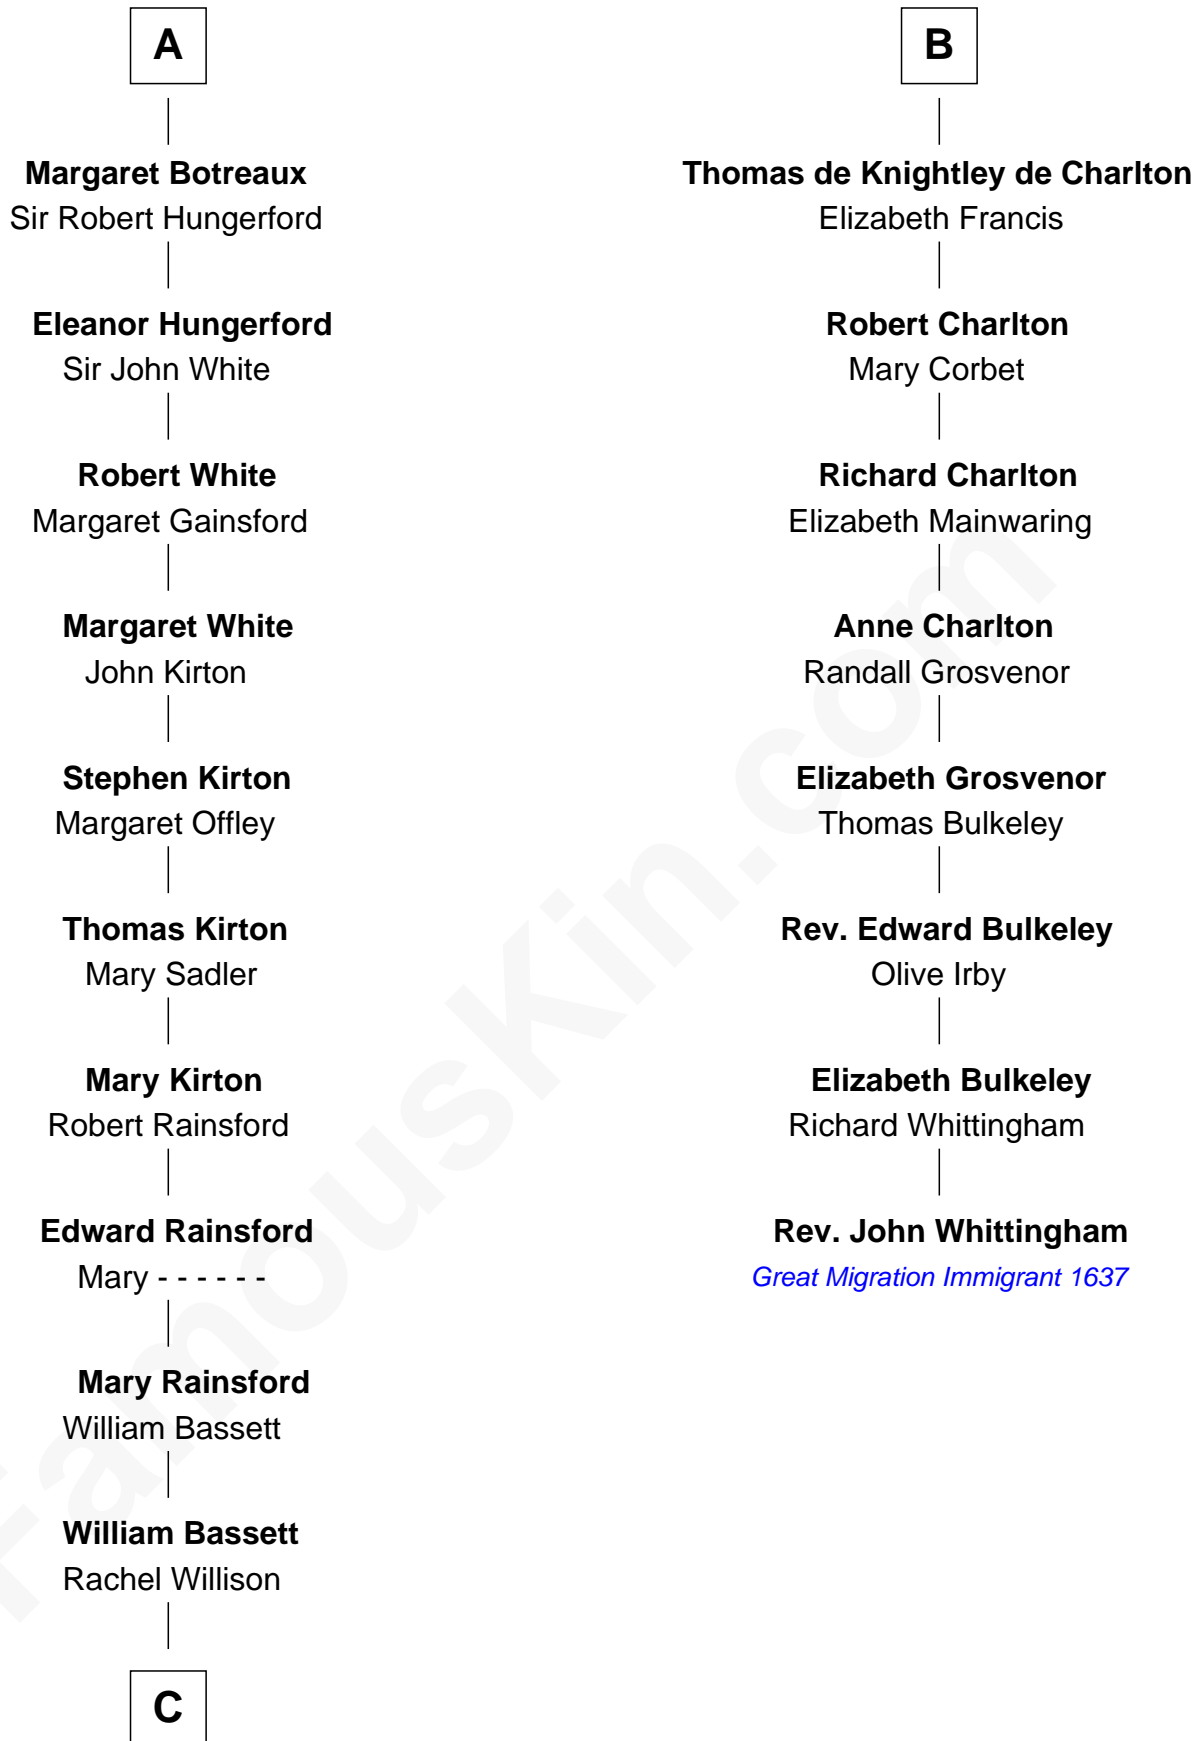 A
Margaret Botreaux
Sir Robert Hungerford
Eleanor Hungerford
Sir John White
Robert White
Margaret Gainsford
Margaret White
John Kirton
Stephen Kirton
Margaret Offley
Thomas Kirton
Mary Sadler
Mary Kirton
Robert Rainsford
Edward Rainsford
Mary - - - - - -
Mary Rainsford
William Bassett
William Bassett
Rachel Willison
C
B
Thomas de Knightley de Charlton
Elizabeth Francis
Robert Charlton
Mary Corbet
Richard Charlton
Elizabeth Mainwaring
Anne Charlton
Randall Grosvenor
Elizabeth Grosvenor
Thomas Bulkeley
Rev. Edward Bulkeley
Olive Irby
Elizabeth Bulkeley
Richard Whittingham
Rev. John Whittingham
Great Migration Immigrant 1637
FamousKin.com